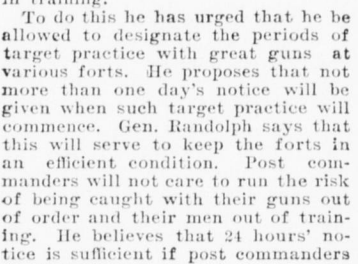 in training.
To do this he has urged that he be
allowed to designate the periods of
target practice with great guns at
various forts. He proposes that not
more than one day's notice will be
given when such target practice will
commence. Gen. Randolph says that
this will serve to keep the forts in
an efficient condition. Post com-
manders will not care to run the risk
of being caught with their guns out
of order and their men out of train-
ing. He believes that 24 hours' no-
tice is sufficient if post commanders